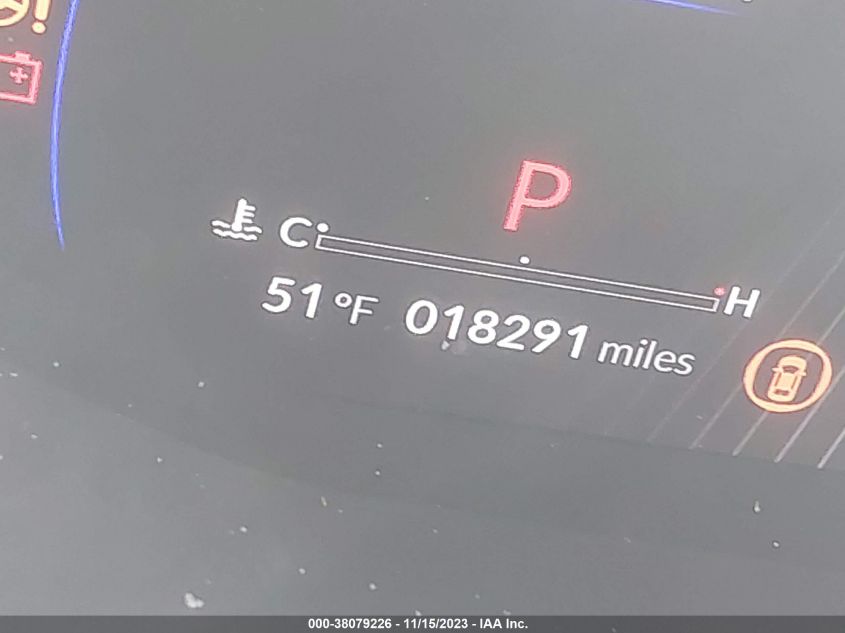 P
C H
51 °F 018291 miles
000-38079226 - 11/15/2023 - IAA Inc.